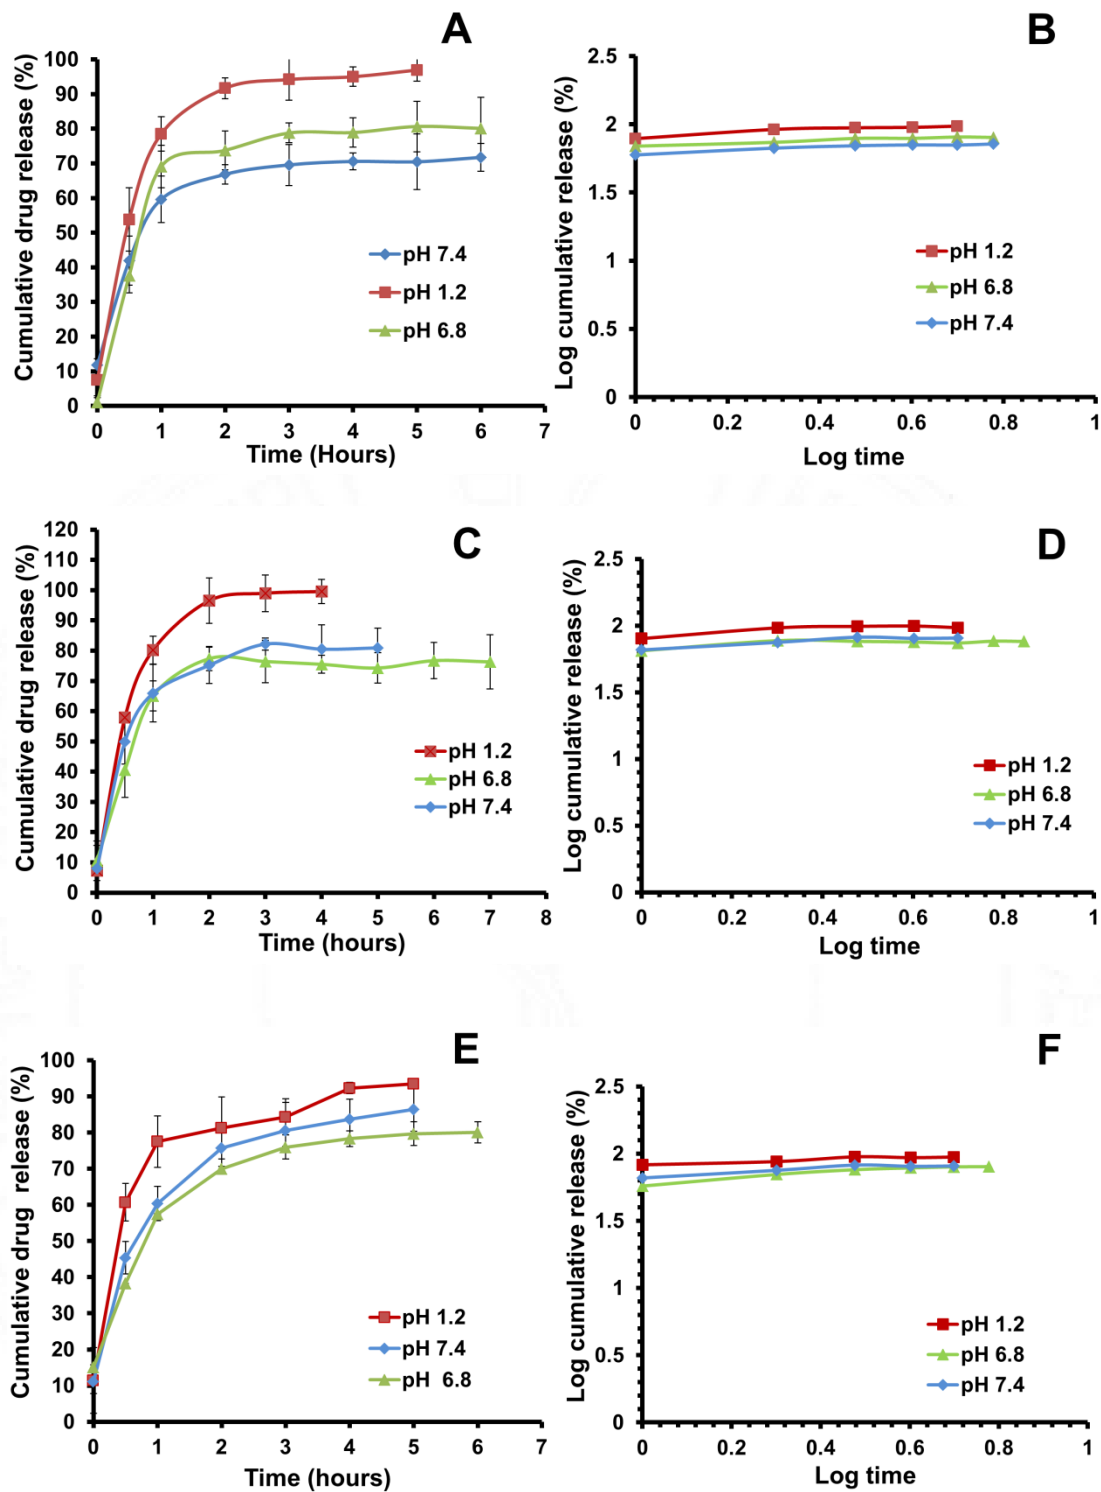 A
Cumulative drug release (%)
100
90
80
70
60
50
40
30
20
10
0
0 1 2 3 4 5 6 7
Time (Hours)
pH 7.4
pH 1.2
pH 6.8
B
Log cumulative release (%)
2.5
2
1.5
1
0.5
0
0 0.2 0.4 0.6 0.8 1
Log time
pH 1.2
pH 6.8
pH 7.4
C
Cumulative drug release (%)
120
110
100
90
80
70
60
50
40
30
20
10
0
0 1 2 3 4 5 6 7 8
Time (hours)
pH 1.2
pH 6.8
pH 7.4
D
Log cumulative release (%)
2.5
2
1.5
1
0.5
0
0 0.2 0.4 0.6 0.8 1
Log time
pH 1.2
pH 6.8
pH 7.4
E
Cumulative drug release (%)
100
90
80
70
60
50
40
30
20
10
0
0 1 2 3 4 5 6 7
Time (hours)
pH 1.2
pH 7.4
pH 6.8
F
Log cumulative release (%)
2.5
2
1.5
1
0.5
0
0 0.2 0.4 0.6 0.8 1
Log time
pH 1.2
pH 6.8
pH 7.4